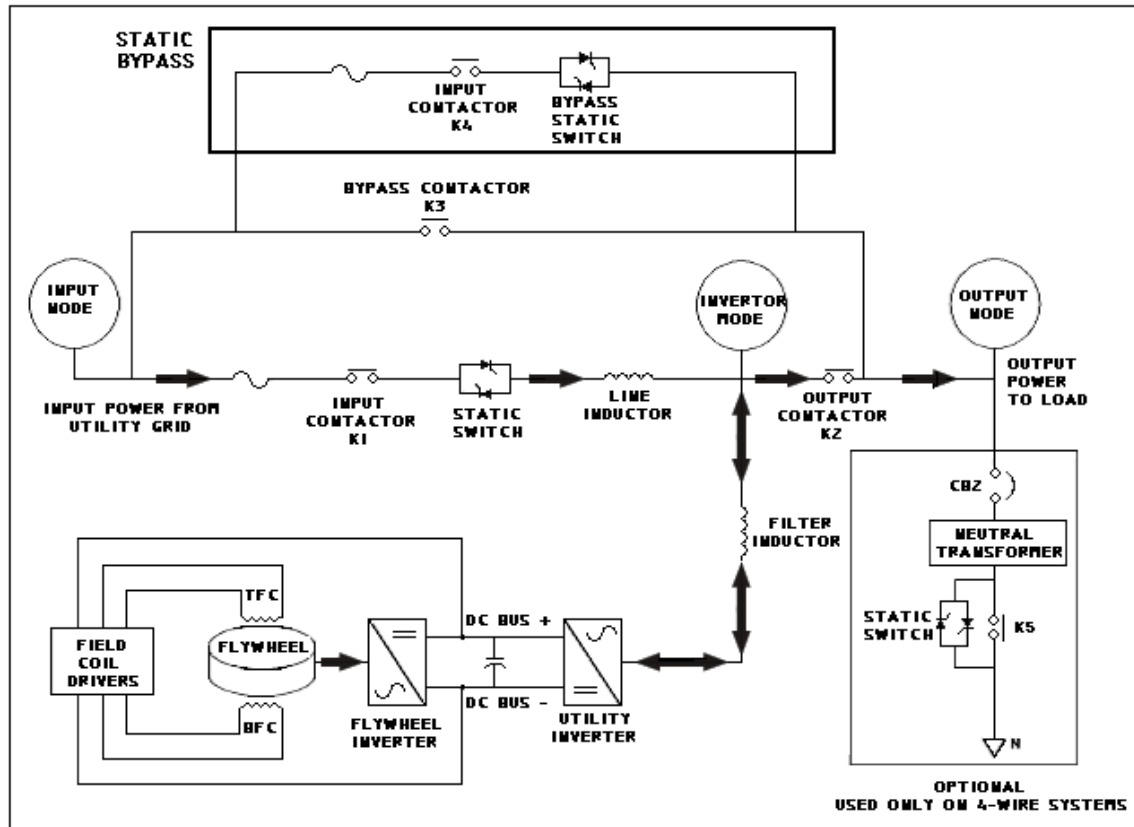 STATIC
BYPASS
INPUT
CONTACTOR
K4
BYPASS
STATIC
SWITCH
BYPASS CONTACTOR
K3
INPUT
NODE
INVERTOR
NODE
OUTPUT
NODE
INPUT POWER FROM
UTILITY GRID
INPUT
CONTACTOR
K1
STATIC
SWITCH
LINE
INDUCTOR
OUTPUT
CONTACTOR
K2
OUTPUT
POWER
TO LOAD
FILTER
INDUCTOR
CB2
NEUTRAL
TRANSFORMER
STATIC
SWITCH
K5
N
OPTIONAL
USED ONLY ON 4-WIRE SYSTEMS
FIELD
COIL
DRIVERS
TFC
FLYWHEEL
BFC
FLYWHEEL
INVERTER
DC BUS +
DC BUS -
UTILITY
INVERTER